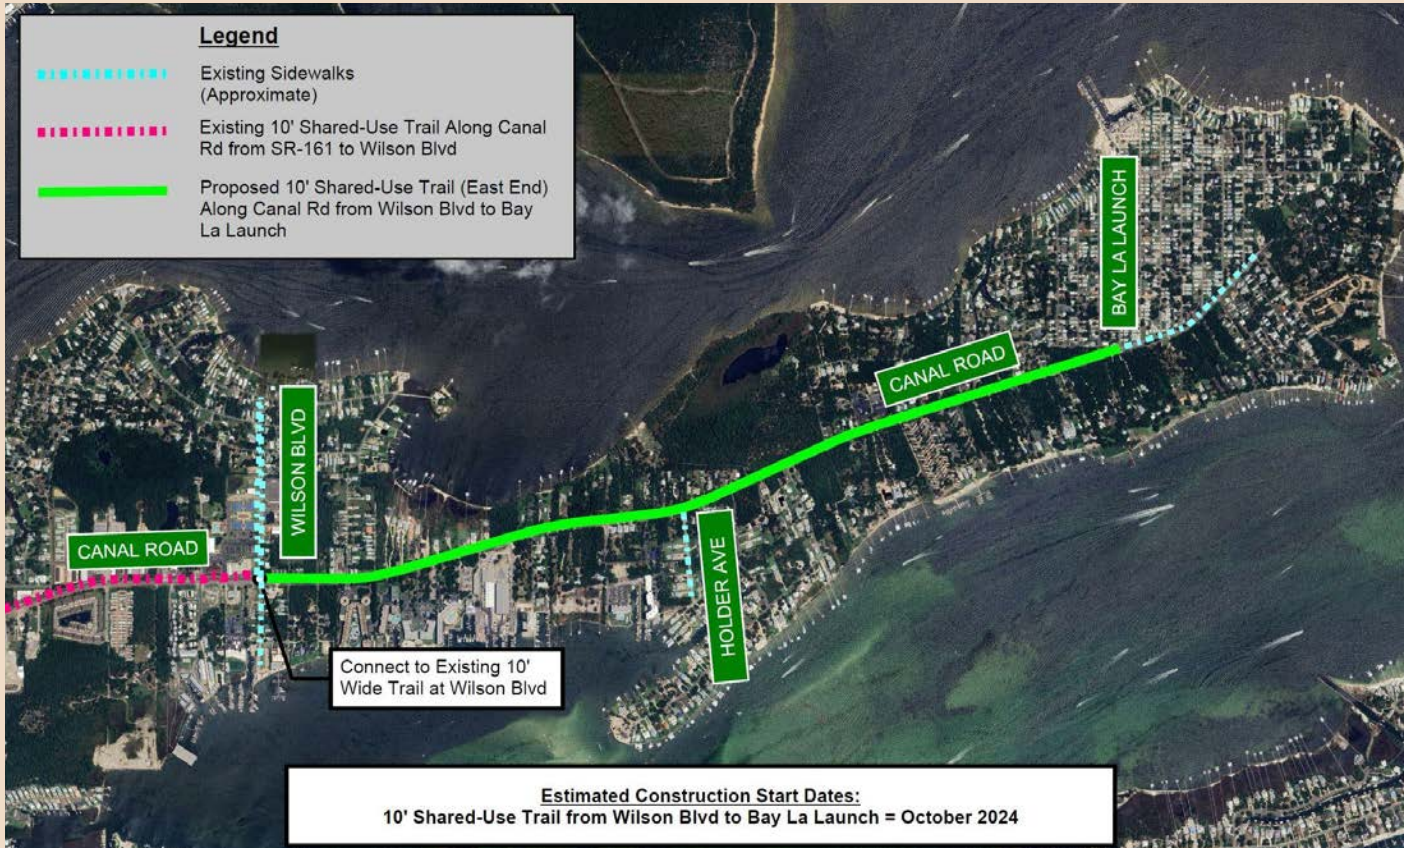 Legend
Existing Sidewalks
(Approximate)
Existing 10' Shared-Use Trail Along Canal
Rd from SR-161 to Wilson Blvd
Proposed 10' Shared-Use Trail (East End)
Along Canal Rd from Wilson Blvd to Bay
La Launch
BAY LA LAUNCH
CANAL ROAD
WILSON BLVD
CANAL ROAD
HOLDER AVE
Connect to Existing 10'
Wide Trail at Wilson Blvd
Estimated Construction Start Dates:
10' Shared-Use Trail from Wilson Blvd to Bay La Launch = October 2024